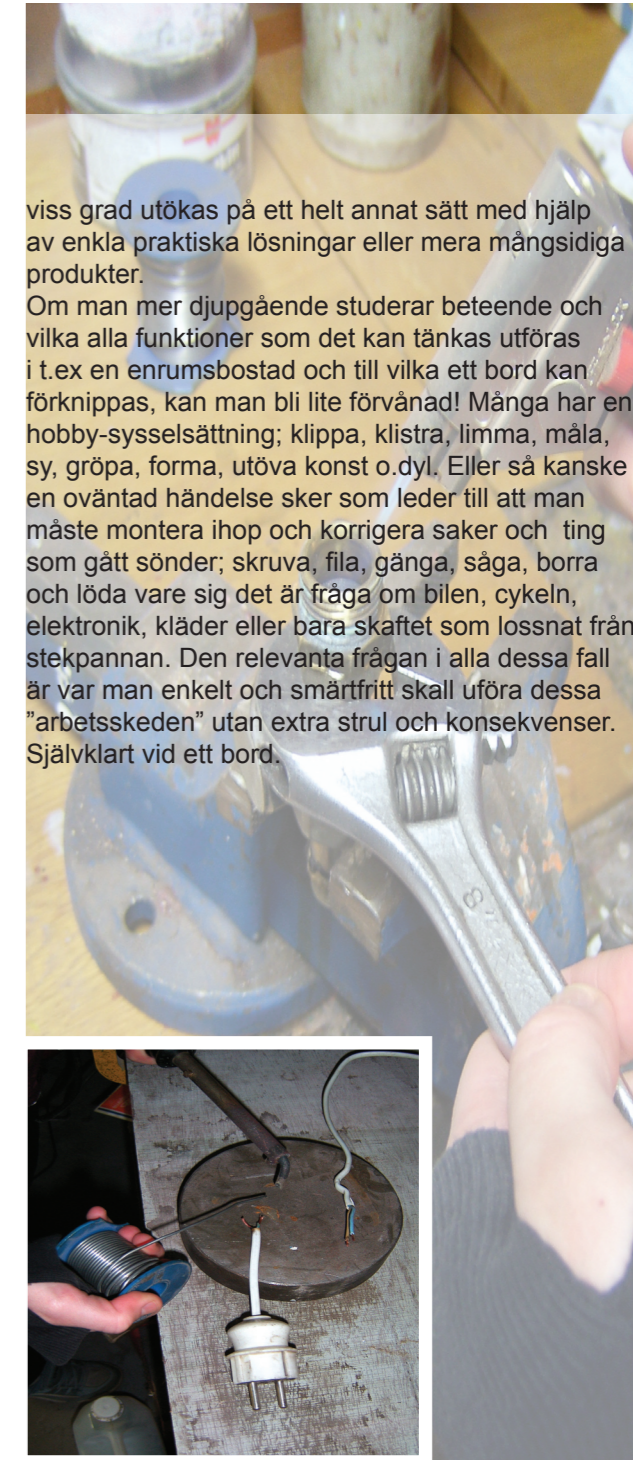 viss grad utökas på ett helt annat sätt med hjälp
av enkla praktiska lösningar eller mera mångsidiga
produkter.
Om man mer djupgående studerar beteende och
vilka alla funktioner som det kan tänkas utföras
i t.ex en enrumsbostad och till vilka ett bord kan
förknippas, kan man bli lite förvånad! Många har en
hobby-sysselsättning; klippa, klistra, limma, måla,
sy, gröpa, forma, utöva konst o.dyl. Eller så kanske
en oväntad händelse sker som leder till att man
måste montera ihop och korrigera saker och  ting
som gått sönder; skruva, fila, gänga, såga, borra
och löda vare sig det är fråga om bilen, cykeln,
elektronik, kläder eller bara skaftet som lossnat från
stekpannan. Den relevanta frågan i alla dessa fall
är var man enkelt och smärtfritt skall uföra dessa
”arbetsskeden” utan extra strul och konsekvenser.
Självklart vid ett bord.
8"